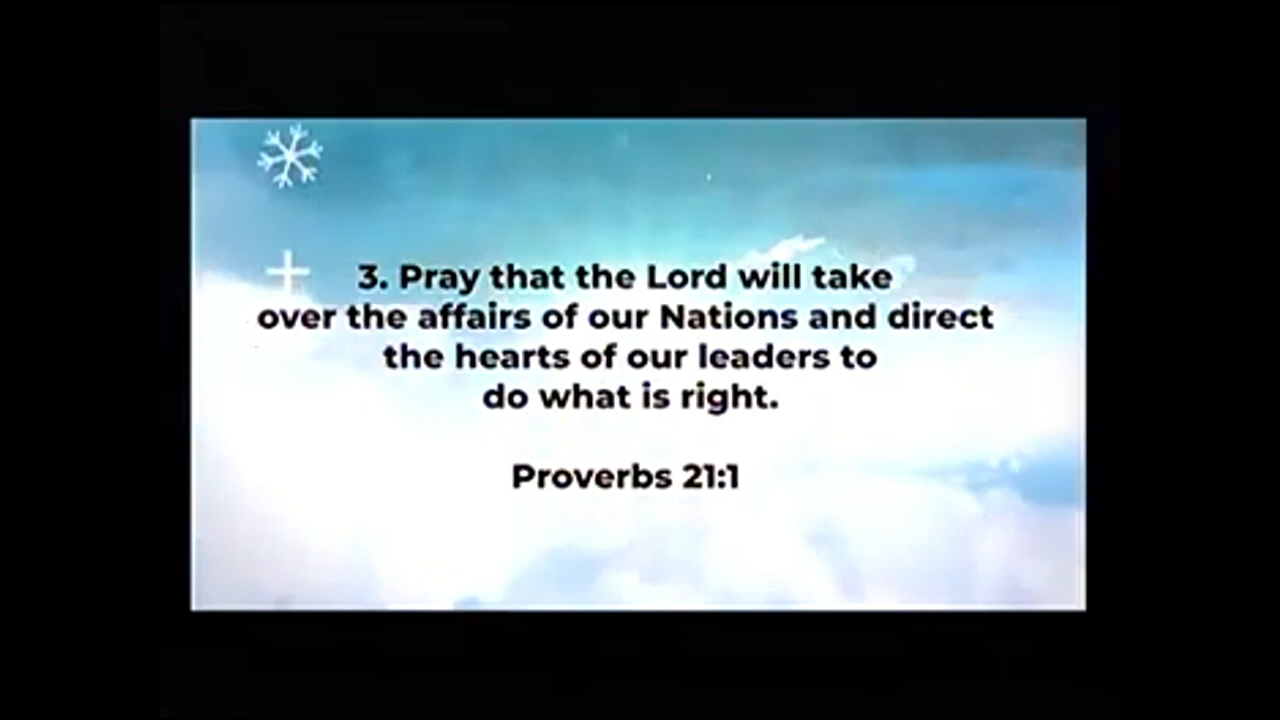 3. Pray that the Lord will take
over the affairs of our Nations and direct
the hearts of our leaders to
do what is right.
Proverbs 21:1